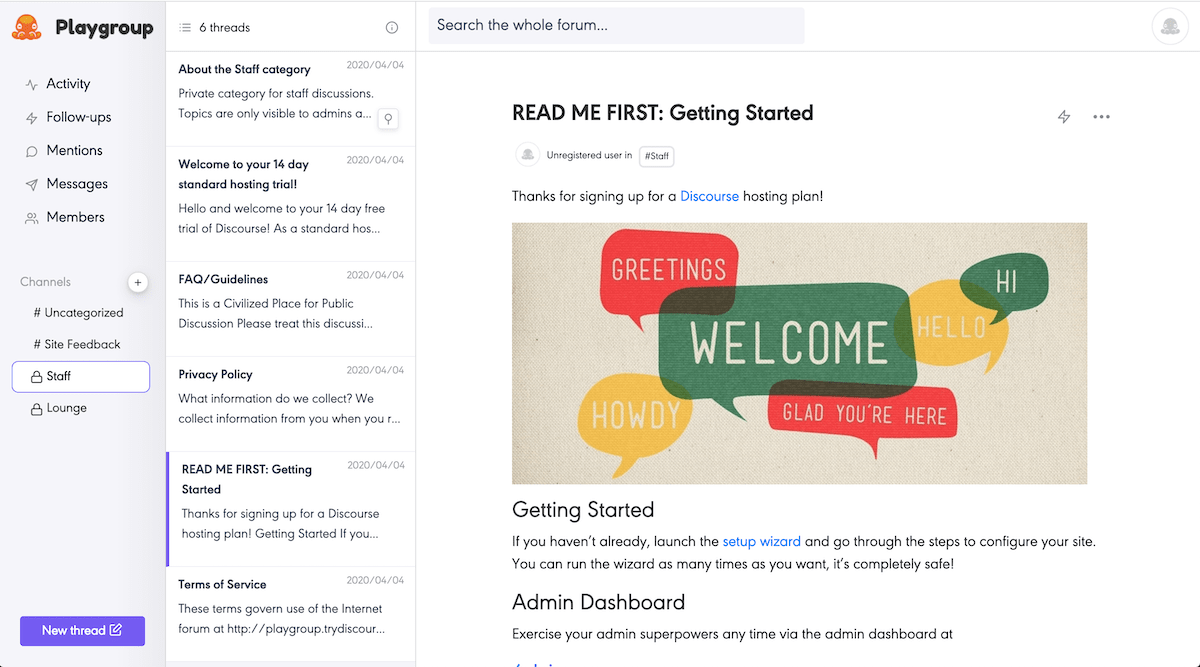 Playgroup
Activity
Follow-ups
Mentions
Messages
Members
Channels
+
# Uncategorized
# Site Feedback
Staff
Lounge
New thread
6 threads
About the Staff category
2020/04/04
Private category for staff discussions.
Topics are only visible to admins a...
Welcome to your 14 day
2020/04/04
standard hosting trial!
Hello and welcome to your 14 day free
trial of Discourse! As a standard hos...
FAQ/Guidelines
2020/04/04
This is a Civilized Place for Public
Discussion Please treat this discussi...
Privacy Policy
2020/04/04
What information do we collect? We
collect information from you when you r...
READ ME FIRST: Getting
2020/04/04
Started
Thanks for signing up for a Discourse
hosting plan! Getting Started If you...
Terms of Service
2020/04/04
These terms govern use of the Internet
forum at http://playgroup.trydiscour...
Search the whole forum...
READ ME FIRST: Getting Started
Unregistered user in #Staff
Thanks for signing up for a Discourse hosting plan!
GREETINGS
HI
WELCOME
HELLO
HOWDY
GLAD YOU'RE HERE
Getting Started
If you haven't already, launch the setup wizard and go through the steps to configure your site.
You can run the wizard as many times as you want, it's completely safe!
Admin Dashboard
Exercise your admin superpowers any time via the admin dashboard at